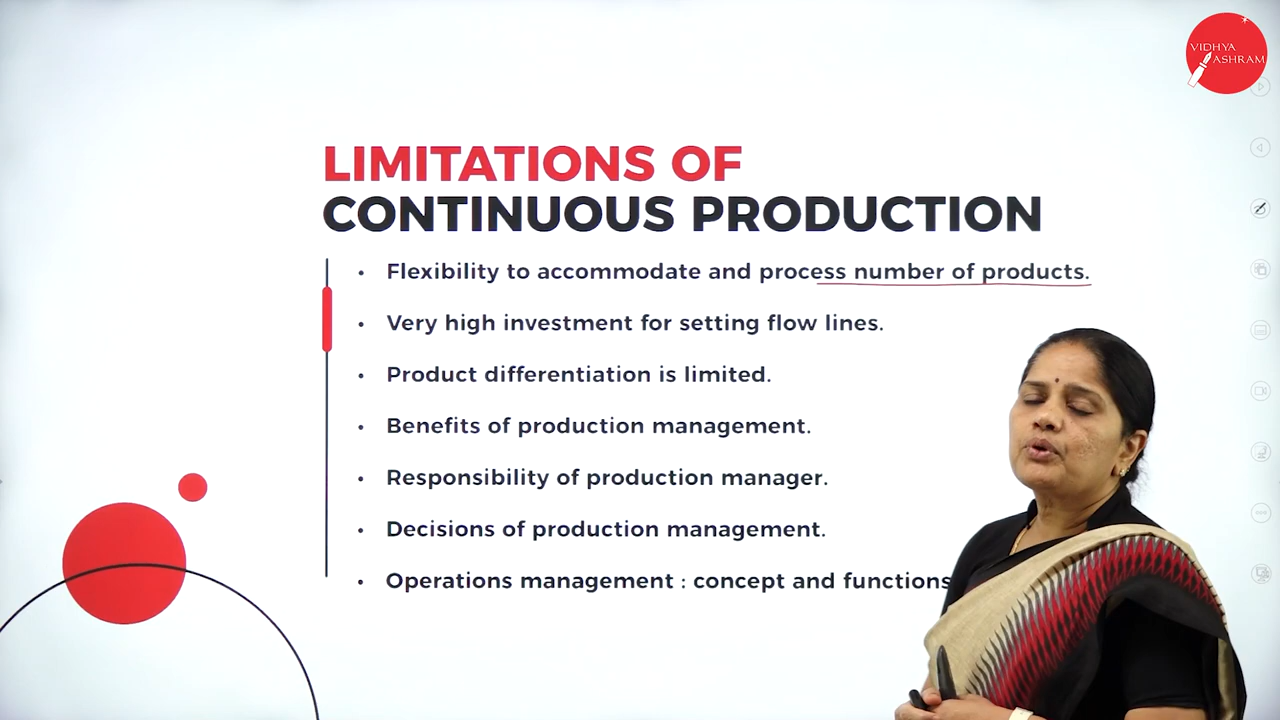 VIDHYA
ASHRAM
LIMITATIONS OF
CONTINUOUS PRODUCTION
• Flexibility to accommodate and process number of products.
• Very high investment for setting flow lines.
• Product differentiation is limited.
• Benefits of production management.
• Responsibility of production manager.
• Decisions of production management.
• Operations management : concept and functions